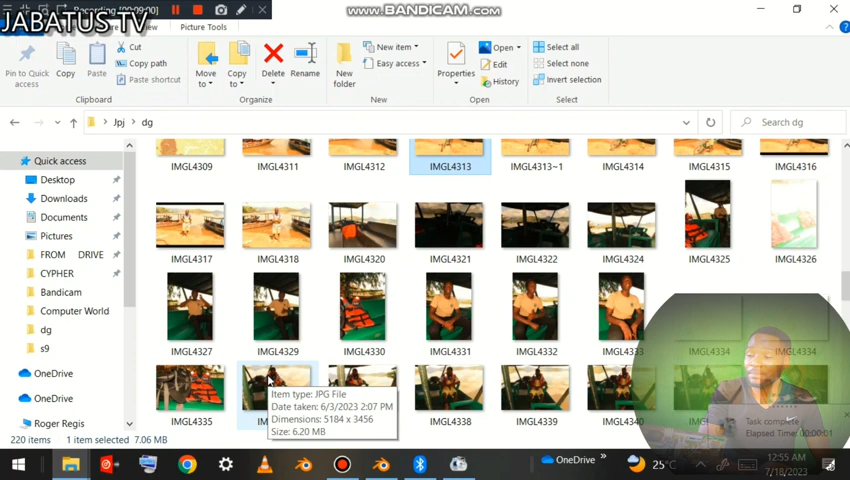 Recording [00:09:00]
www.BANDICAM.com
JABATUS TV
Picture Tools
Pin to Quick access
Copy
Paste
Cut
Copy path
Paste shortcut
Clipboard
Move to
Copy to
Delete
Rename
Organize
New folder
New item
Easy access
New
Properties
Open
Edit
History
Open
Select all
Select none
Invert selection
Select
Jpj > dg
Search dg
Quick access
Desktop
Downloads
Documents
Pictures
FROM DRIVE
CYPHER
Bandicam
Computer World
dg
s9
OneDrive
OneDrive
Roger Regis
IMGL4309 IMGL4311 IMGL4312 IMGL4313 IMGL4313~1 IMGL4314 IMGL4315 IMGL4316
IMGL4317 IMGL4318 IMGL4320 IMGL4321 IMGL4322 IMGL4324 IMGL4325 IMGL4326
IMGL4327 IMGL4329 IMGL4330 IMGL4331 IMGL4332 IMGL4333 IMGL4334 IMGL4334
IMGL4335 IMGL4338 IMGL4339 IMGL4340
Item type: JPG File
Date taken: 6/3/2023 2:07 PM
Dimensions: 5184 x 3456
Size: 6.20 MB
Task complete
Elapsed Time: 00:00:01
220 items 1 item selected 7.06 MB
OneDrive
25°C
12:55 AM
7/18/2023